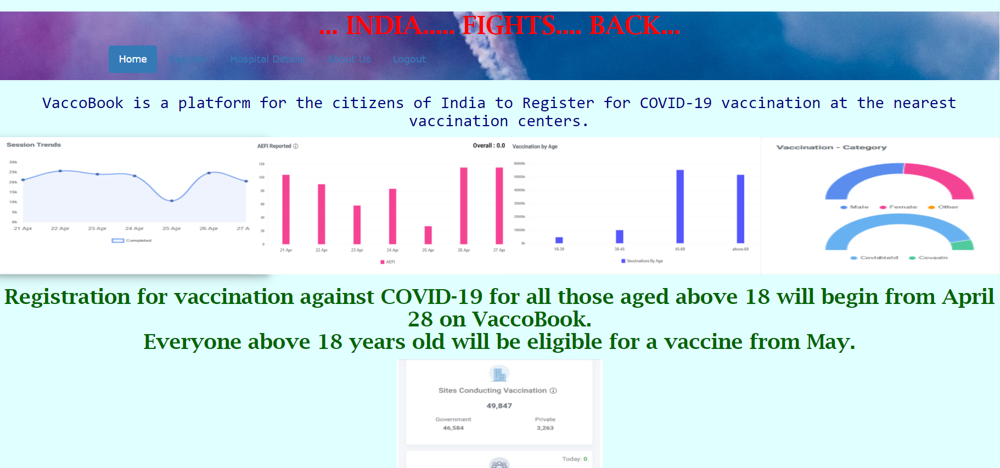 ... INDIA..... FIGHTS.... BACK...
Home Register Hospital Details About Us Logout
VaccoBook is a platform for the citizens of India to Register for COVID-19 vaccination at the nearest
vaccination centers.
Session Trends
30k
25k
20k
15k
10k
5k
0k
21 Apr 22 Apr 23 Apr 24 Apr 25 Apr 26 Apr 27 A
Completed
AEFI Reported
Overall : 0.0
120
100
80
60
40
20
0
21 Apr 22 Apr 23 Apr 24 Apr 25 Apr 26 Apr 27 Apr
AEFI
Vaccination by Age
60000k
50000k
40000k
30000k
20000k
10000k
0k
18-30 30-45 45-60 above-60
Vaccinations By Age
Vaccination - Category
Male Female Other
Covishield Covaxin
Registration for vaccination against COVID-19 for all those aged above 18 will begin from April
28 on VaccoBook.
Everyone above 18 years old will be eligible for a vaccine from May.
Sites Conducting Vaccination
49,847
Government Private
46,584 3,263
Today: 0